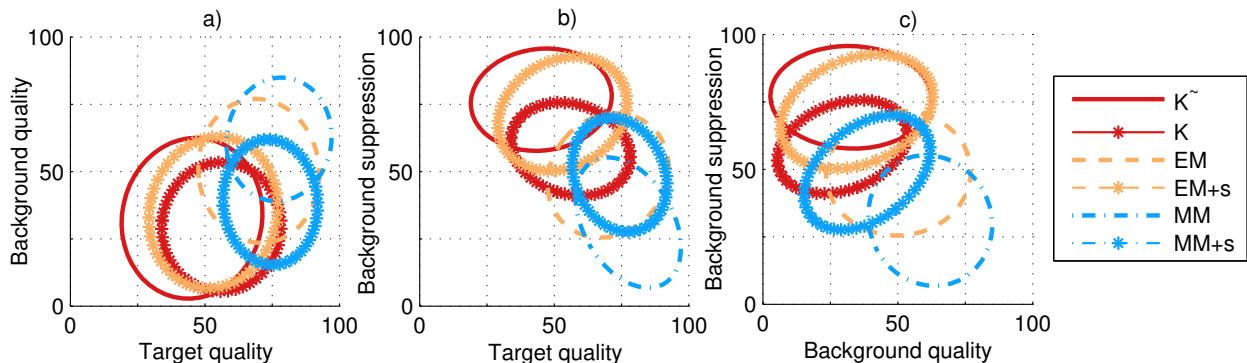 a)
100
50
0
0
50
100
Background quality
Target quality
b)
100
50
0
0
50
100
Background suppression
Target quality
c)
100
50
0
0
50
100
Background suppression
Background quality
K~
K
EM
EM+s
MM
MM+s